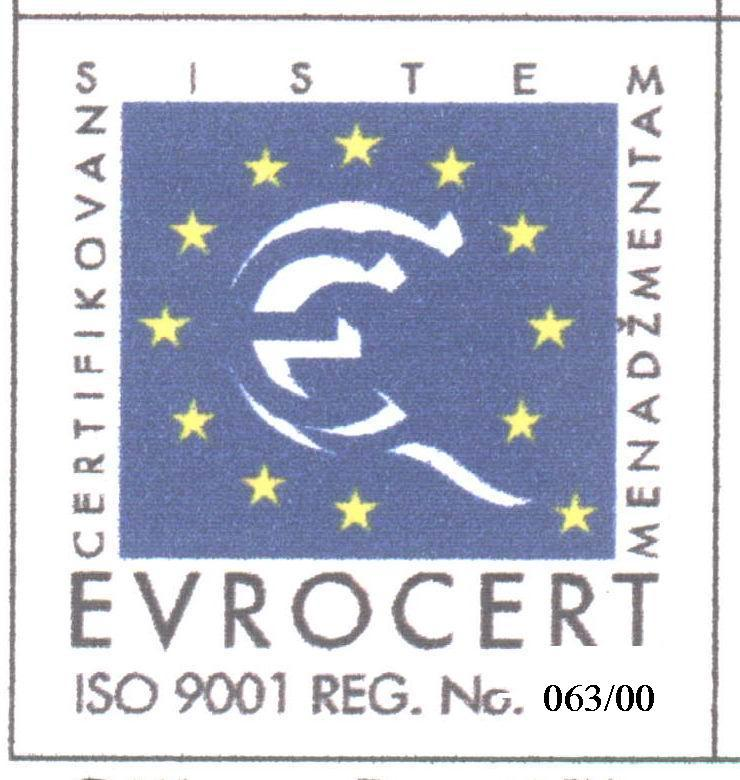 SISTEM
CERTIFIKOVAN
MENADŽMENTA
EVROCERT
ISO 9001 REG. No. 063/00